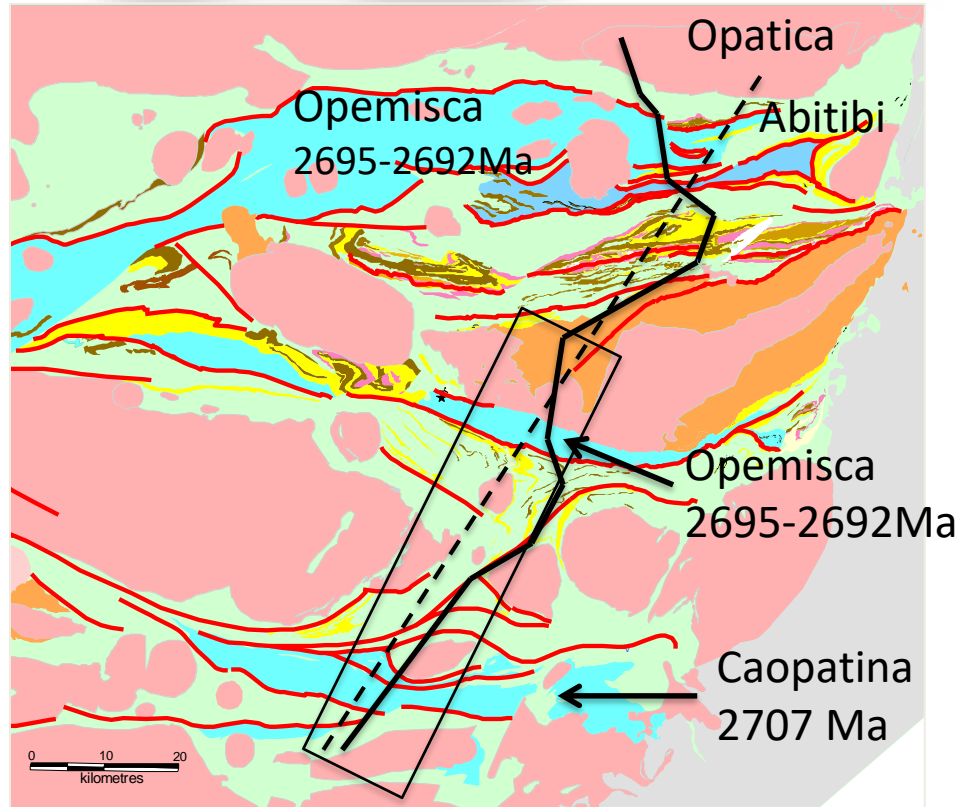 Opatica
Abitibi
Opemisca
2695-2692Ma
Opemisca
2695-2692Ma
Caopatina
2707 Ma
0 10 20
kilometres